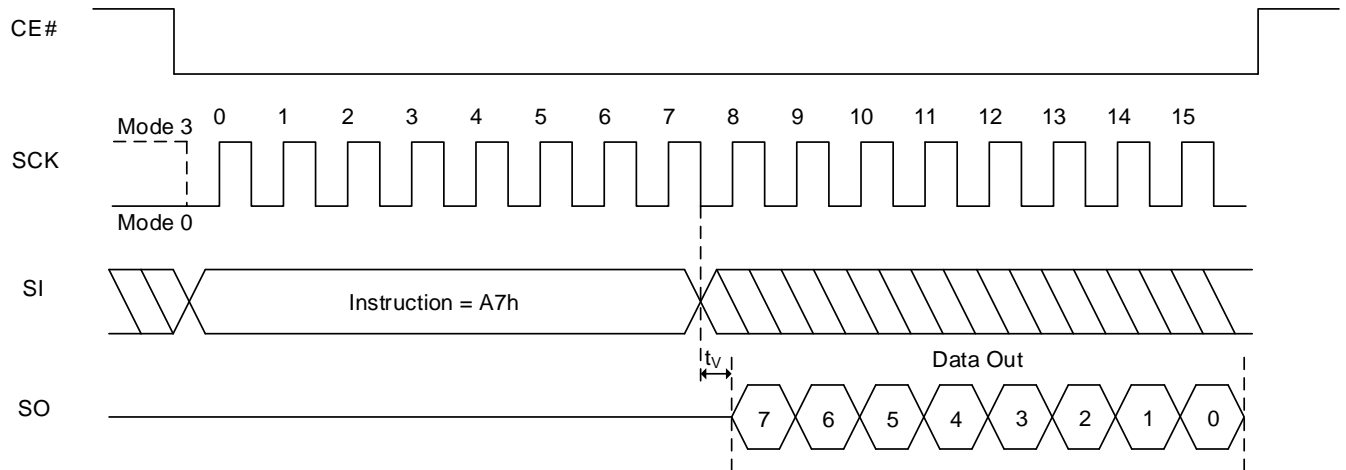 CE#
0 1 2 3 4 5 6 7 8 9 10 11 12 13 14 15
Mode 3
SCK
Mode 0
SI
Instruction = A7h
tV
Data Out
SO
7 6 5 4 3 2 1 0